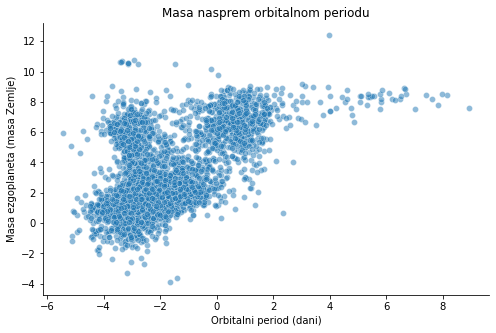 Masa nasprem orbitalnom periodu
Masa ezgoplaneta (masa Zemlje)
12
10
8
6
4
2
0
−2
−4
−6 −4 −2 0 2 4 6 8
Orbitalni period (dani)